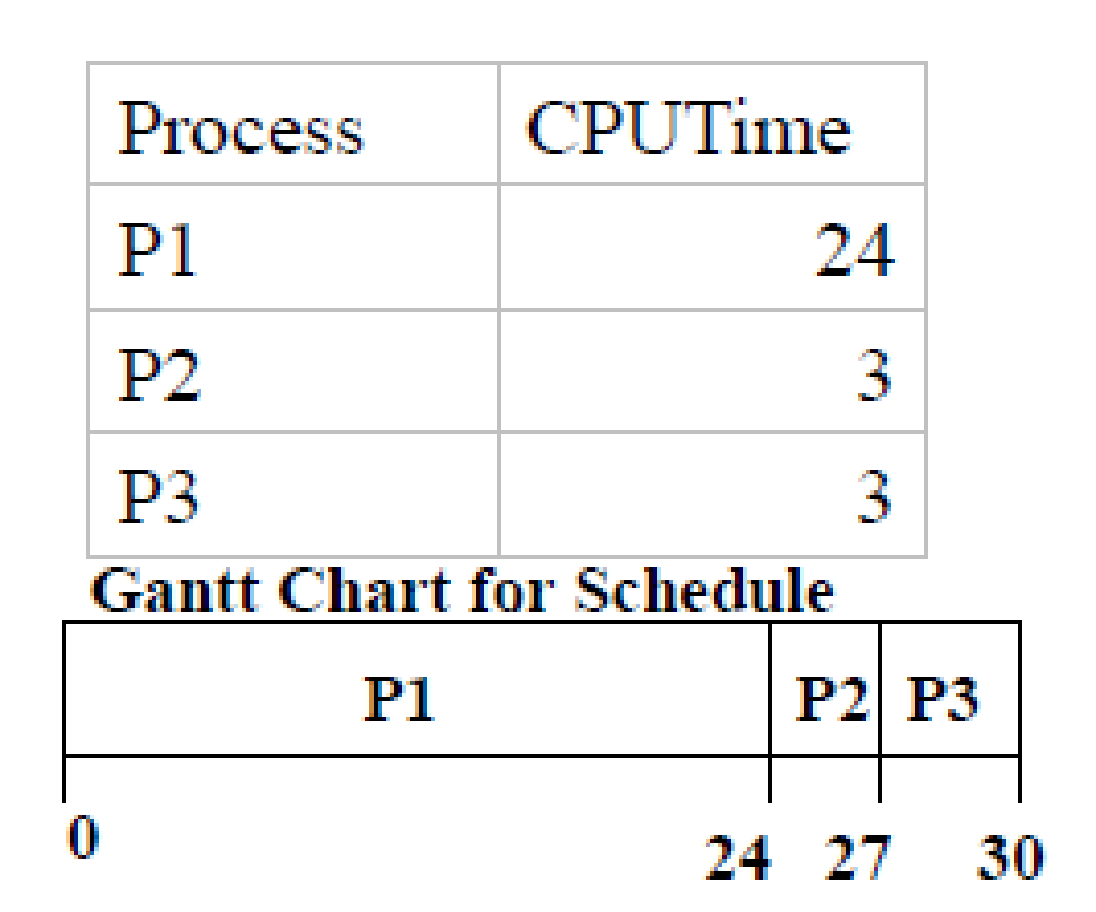 Process CPUTime
P1 24
P2 3
P3 3
Gantt Chart for Schedule
P1 P2 P3
0 24 27 30